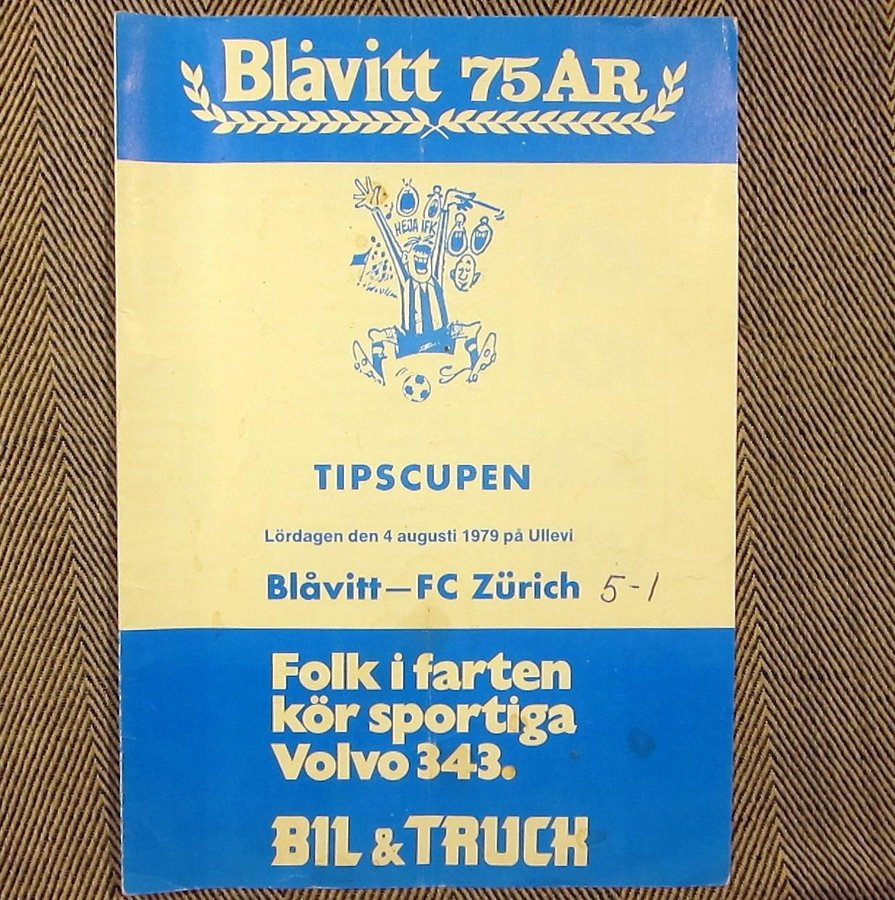 Blåvitt 75 ÅR
HEJA IFK
TIPSCUPEN
Lördagen den 4 augusti 1979 på Ullevi
Blåvitt—FC Zürich 5-1
Folk i farten
kör sportiga
Volvo 343.
BIL & TRUCK